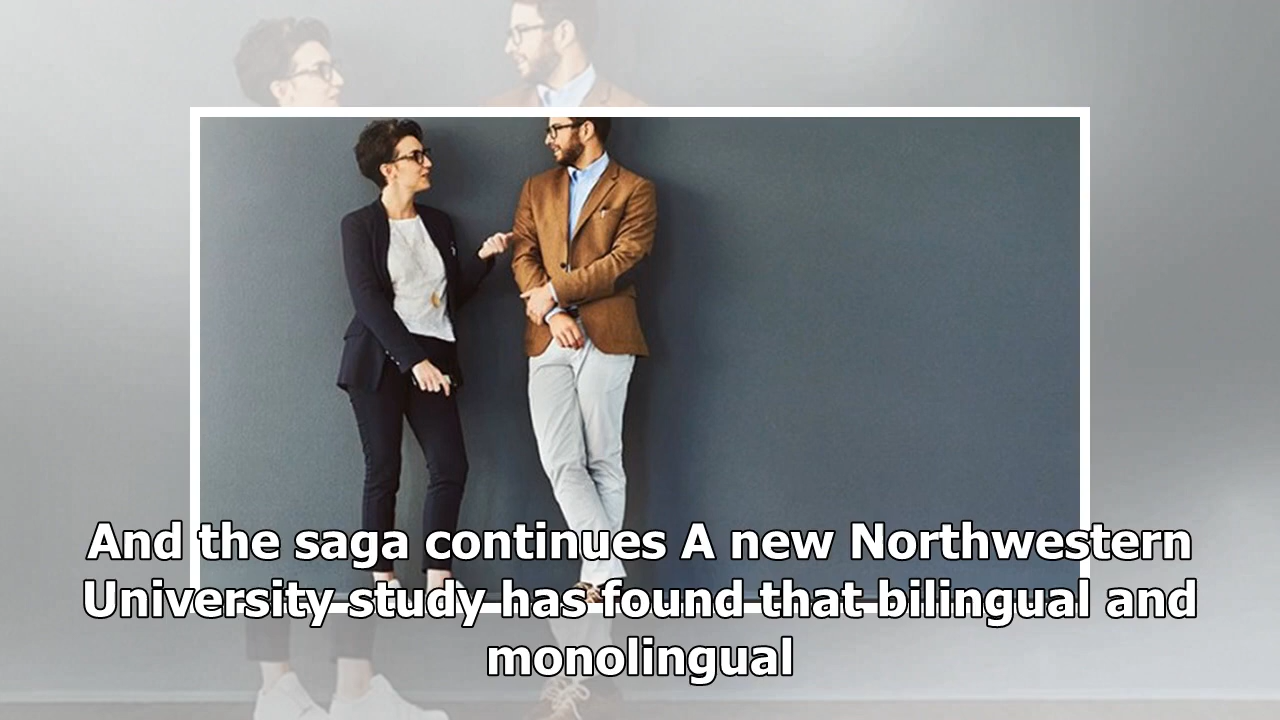 And the saga continues A new Northwestern
University study has found that bilingual and
monolingual